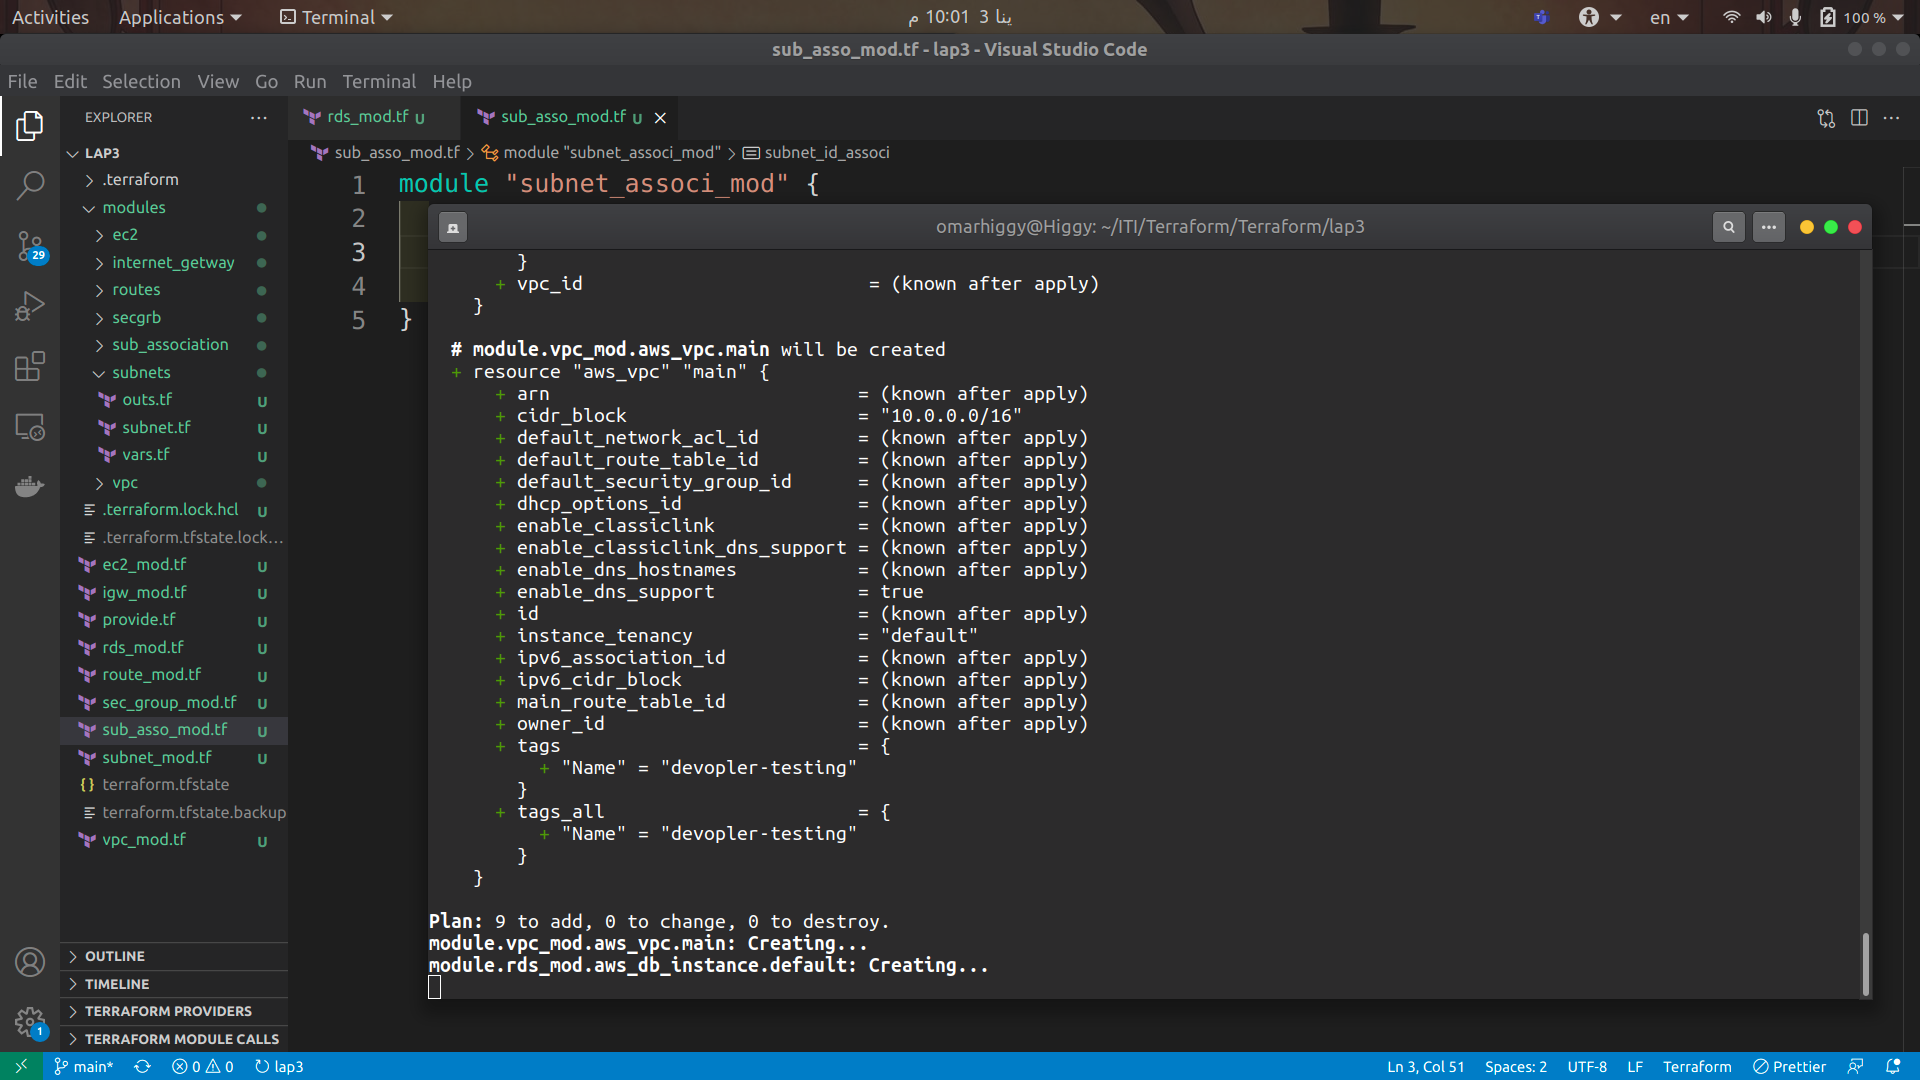 Activities Applications Terminal ينا 3 10:01 م en 100 %
sub_asso_mod.tf - lap3 - Visual Studio Code
File Edit Selection View Go Run Terminal Help
EXPLORER ···
rds_mod.tf U
sub_asso_mod.tf U
LAP3
sub_asso_mod.tf > module "subnet_associ_mod" > subnet_id_associ
.terraform
modules
ec2
internet_getway
routes
secgrb
sub_association
subnets
outs.tf U
subnet.tf U
vars.tf U
vpc
.terraform.lock.hcl U
.terraform.tfstate.lock...
ec2_mod.tf U
igw_mod.tf U
provide.tf U
rds_mod.tf U
route_mod.tf U
sec_group_mod.tf U
sub_asso_mod.tf U
subnet_mod.tf U
terraform.tfstate
terraform.tfstate.backup
vpc_mod.tf U
OUTLINE
TIMELINE
TERRAFORM PROVIDERS
TERRAFORM MODULE CALLS
29
1
1 module "subnet_associ_mod" {
2
3
4
5 }
omarhiggy@Higgy: ~/ITI/Terraform/Terraform/lap3
}
+ vpc_id = (known after apply)
}
# module.vpc_mod.aws_vpc.main will be created
+ resource "aws_vpc" "main" {
+ arn = (known after apply)
+ cidr_block = "10.0.0.0/16"
+ default_network_acl_id = (known after apply)
+ default_route_table_id = (known after apply)
+ default_security_group_id = (known after apply)
+ dhcp_options_id = (known after apply)
+ enable_classiclink = (known after apply)
+ enable_classiclink_dns_support = (known after apply)
+ enable_dns_hostnames = (known after apply)
+ enable_dns_support = true
+ id = (known after apply)
+ instance_tenancy = "default"
+ ipv6_association_id = (known after apply)
+ ipv6_cidr_block = (known after apply)
+ main_route_table_id = (known after apply)
+ owner_id = (known after apply)
+ tags = {
+ "Name" = "devopler-testing"
}
+ tags_all = {
+ "Name" = "devopler-testing"
}
}
Plan: 9 to add, 0 to change, 0 to destroy.
module.vpc_mod.aws_vpc.main: Creating...
module.rds_mod.aws_db_instance.default: Creating...
main* 0 0 lap3 Ln 3, Col 51 Spaces: 2 UTF-8 LF Terraform Prettier